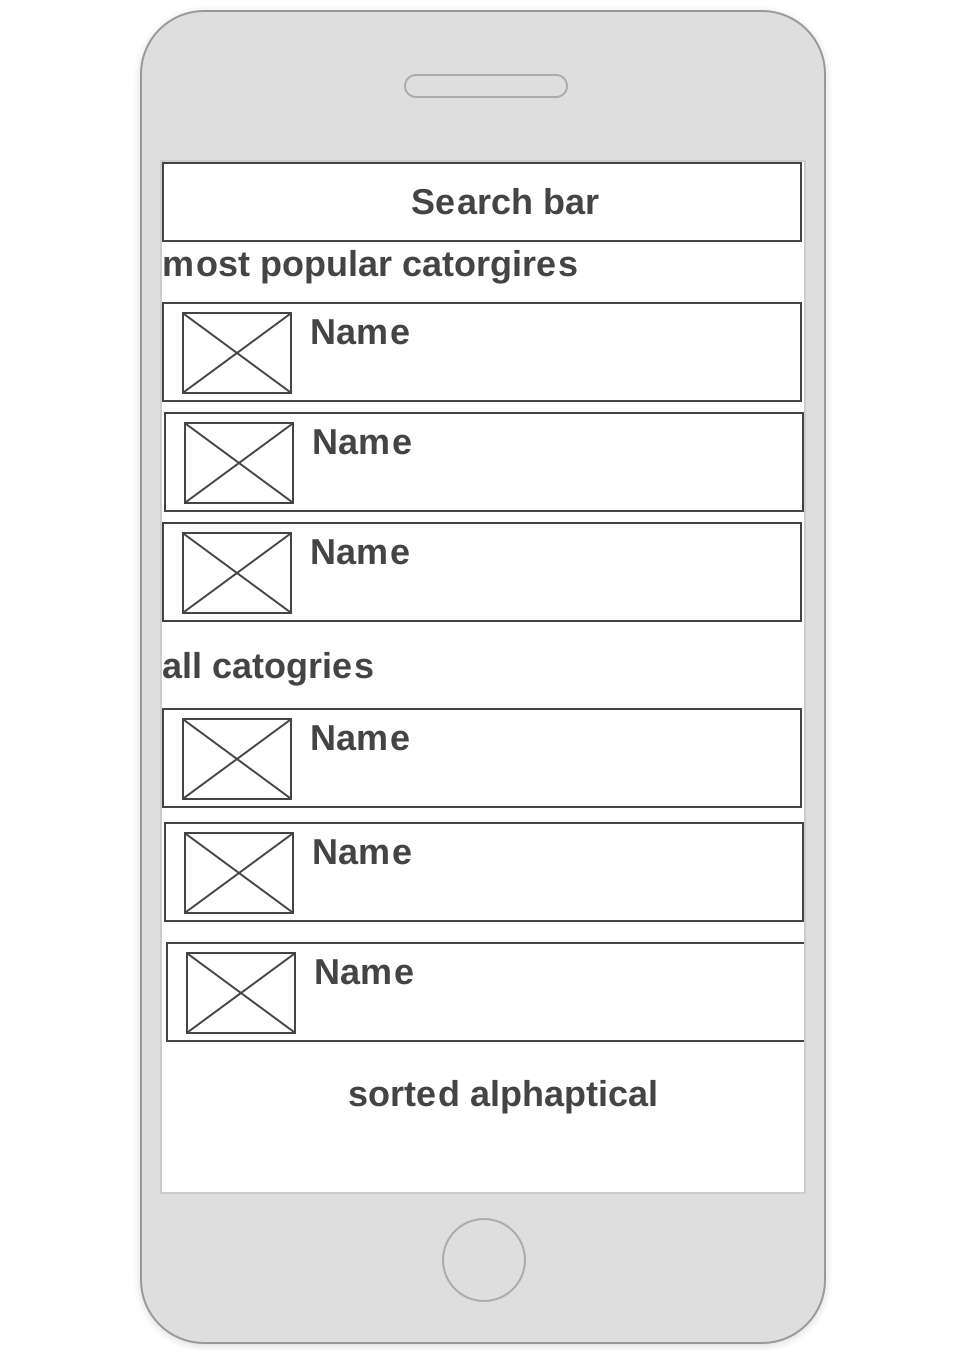 Search bar
most popular catorgires
Name
Name
Name
all catogries
Name
Name
Name
sorted alphaptical